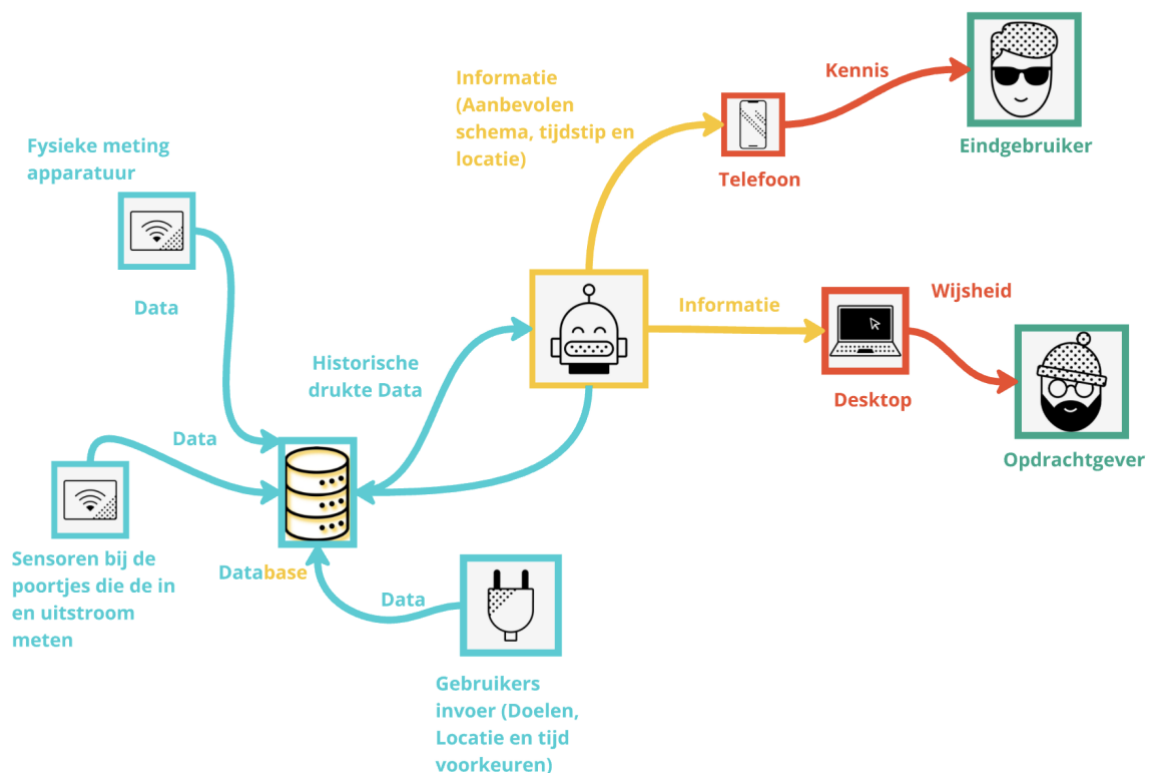 Informatie
(Aanbevolen
schema, tijdstip en
locatie)
Kennis
Eindgebruiker
Telefoon
Fysieke meting
apparatuur
Data
Informatie
Wijsheid
Desktop
Opdrachtgever
Historische
drukte Data
Data
Sensoren bij de
poortjes die de in
en uitstroom
meten
Database
Data
Gebruikers
invoer (Doelen,
Locatie en tijd
voorkeuren)